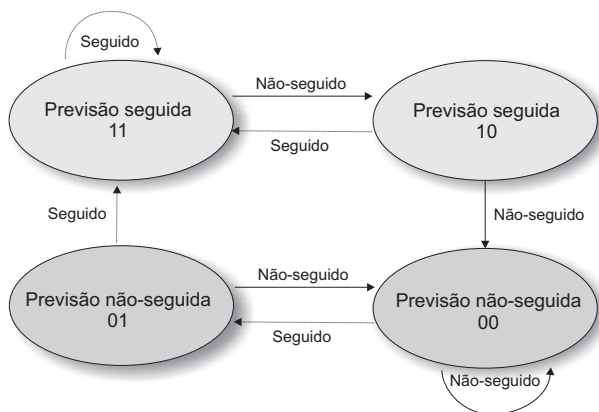 Seguido
Previsão seguida
11
Não-seguido
Seguido
Previsão seguida
10
Seguido
Não-seguido
Previsão não-seguida
01
Não-seguido
Seguido
Previsão não-seguida
00
Não-seguido